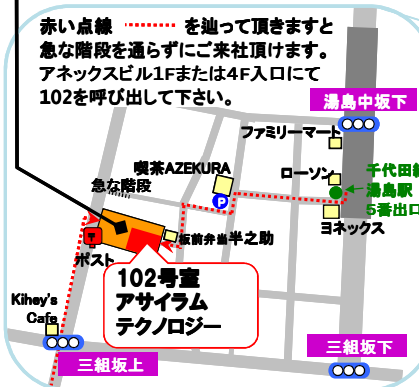 赤い点線 ・・・・・・・ を辿って頂きますと
急な階段を通らずにご来社頂けます。
アネックスビル1Fまたは4F入口にて
102を呼び出して下さい。
湯島中坂下
ファミリーマート
喫茶AZEKURA
ローソン
千代田線
湯島駅
5番出口
急な階段
P
ヨネックス
板前弁当半之助
ポスト
102号室
アサイラム
テクノロジー
Kihey's
Cafe
三組坂上
三組坂下